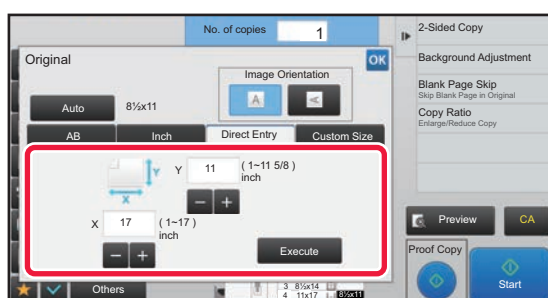 No. of copies 1
2-Sided Copy
Original
OK
Background Adjustment
Image Orientation
A
A
Blank Page Skip
Skip Blank Page in Original
Auto
8½x11
Copy Ratio
Enlarge/Reduce Copy
AB
Inch
Direct Entry
Custom Size
Y
Y
11
( 1~11 5/8 )
inch
X
X
17
( 1~17 )
inch
Execute
Preview
CA
Proof Copy
Start
Others
3 8½x14
4 11x17
8½x11